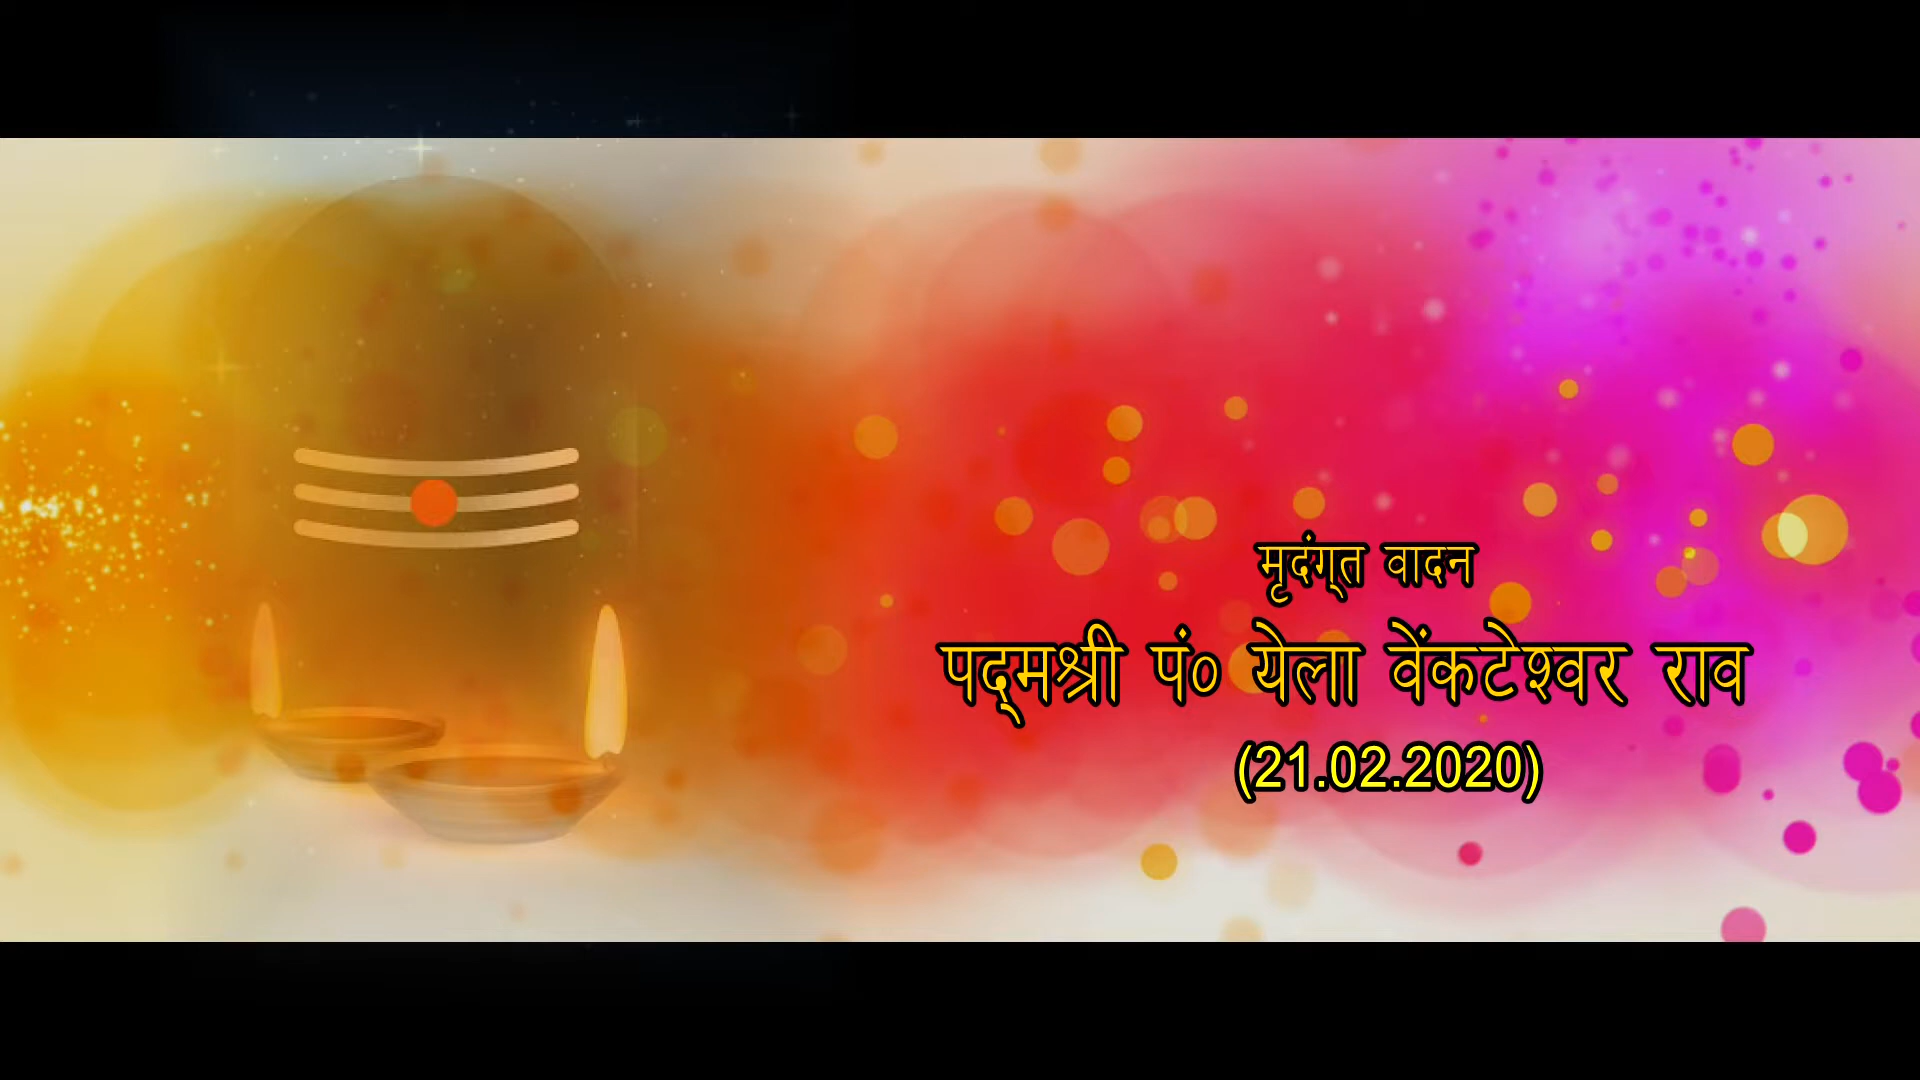 मृदंग्त वादन
पद्मश्री पं० येला वेंकटेश्वर राव
(21.02.2020)